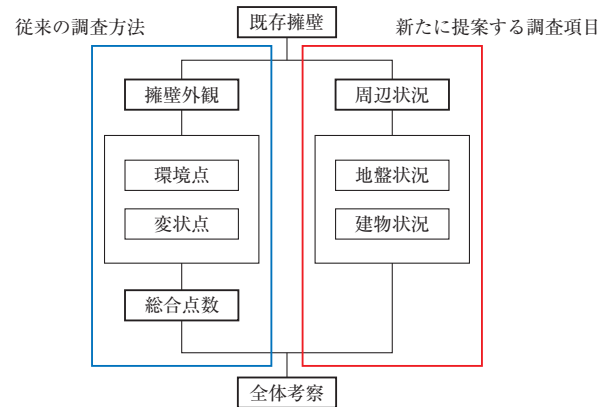 既存擁壁
従来の調査方法
新たに提案する調査項目
擁壁外観
周辺状況
環境点
地盤状況
変状点
建物状況
総合点数
全体考察